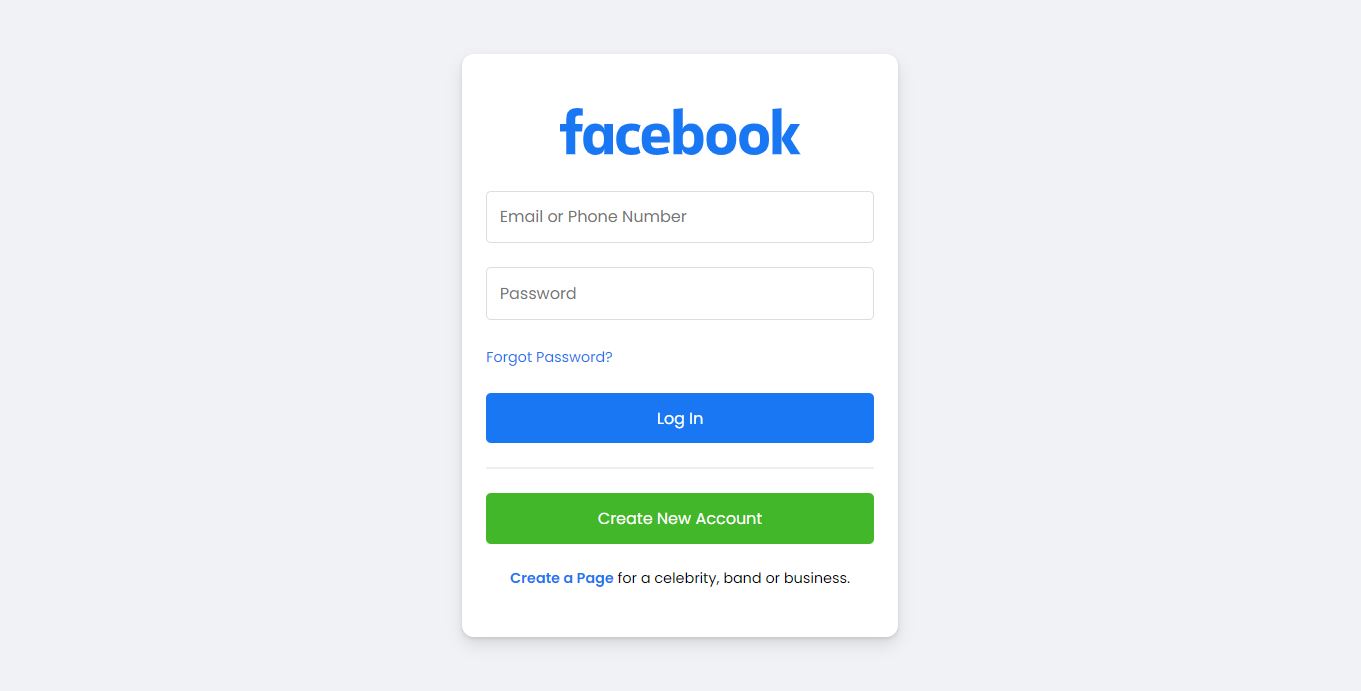 facebook
Email or Phone Number
Password
Forgot Password?
Log In
Create New Account
Create a Page for a celebrity, band or business.